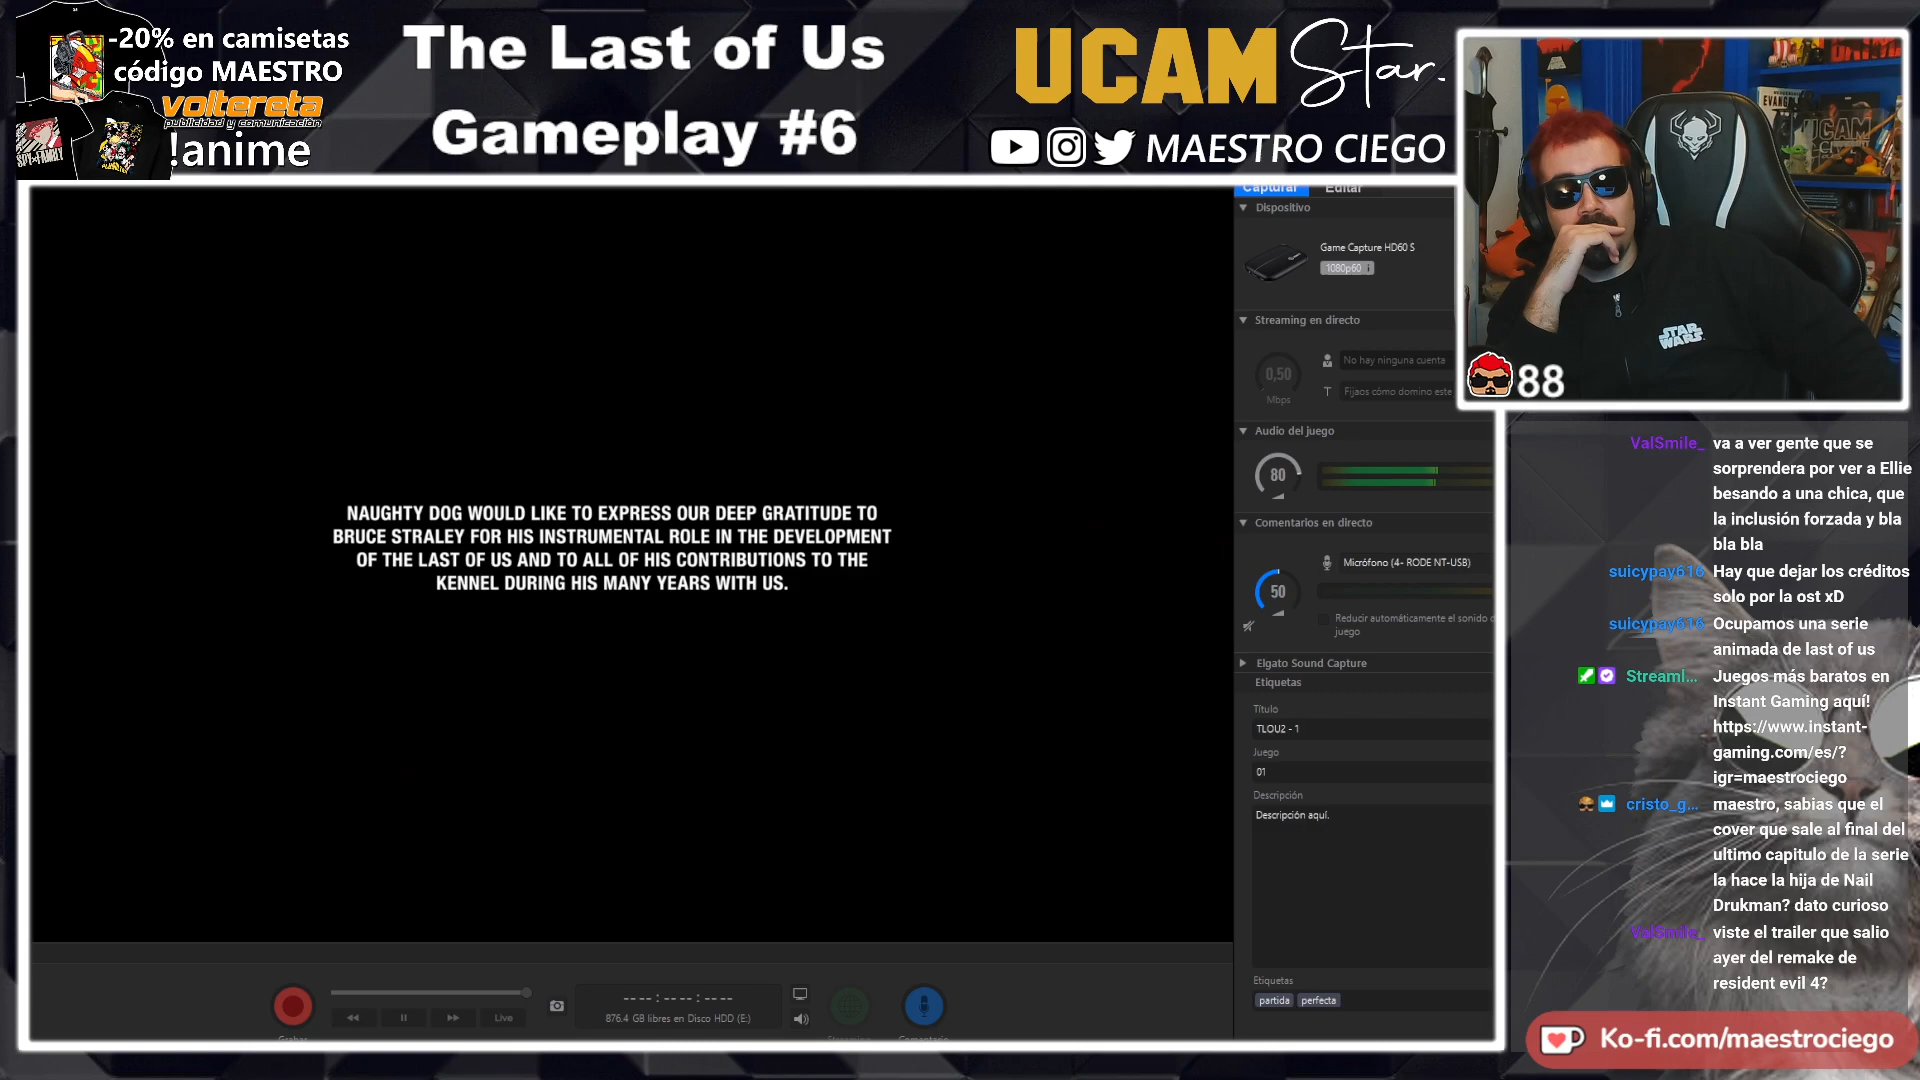 -20% en camisetas
código MAESTRO
voltereta
publicidad y comunicación
!anime
SPY FAMILY
The Last of Us
Gameplay #6
UCAM Star.
MAESTRO CIEGO
EVANGEL
UCAM
STAR
WARS
88
Capturar Editar
Dispositivo
Game Capture HD60 S
1080p60 i
Streaming en directo
0,50
Mbps
No hay ninguna cuenta
T Fijaos cómo domino este
Audio del juego
80
Comentarios en directo
Micrófono (4- RODE NT-USB)
50
Reducir automáticamente el sonido
juego
Elgato Sound Capture
Etiquetas
Título
TLOU2 - 1
Juego
01
Descripción
Descripción aquí.
Etiquetas
partida perfecta
NAUGHTY DOG WOULD LIKE TO EXPRESS OUR DEEP GRATITUDE TO
BRUCE STRALEY FOR HIS INSTRUMENTAL ROLE IN THE DEVELOPMENT
OF THE LAST OF US AND TO ALL OF HIS CONTRIBUTIONS TO THE
KENNEL DURING HIS MANY YEARS WITH US.
Live
-- -- : -- -- : -- --
876.4 GB libres en Disco HDD (E:)
ValSmile_ va a ver gente que se
sorprendera por ver a Ellie
besando a una chica, que
la inclusión forzada y bla
bla bla
suicypay616 Hay que dejar los créditos
solo por la ost xD
suicypay616 Ocupamos una serie
animada de last of us
Streaml... Juegos más baratos en
Instant Gaming aquí!
https://www.instant-
gaming.com/es/?
igr=maestrociego
cristo_g... maestro, sabias que el
cover que sale al final del
ultimo capitulo de la serie
la hace la hija de Nail
Drukman? dato curioso
ValSmile_ viste el trailer que salio
ayer del remake de
resident evil 4?
Ko-fi.com/maestrociego